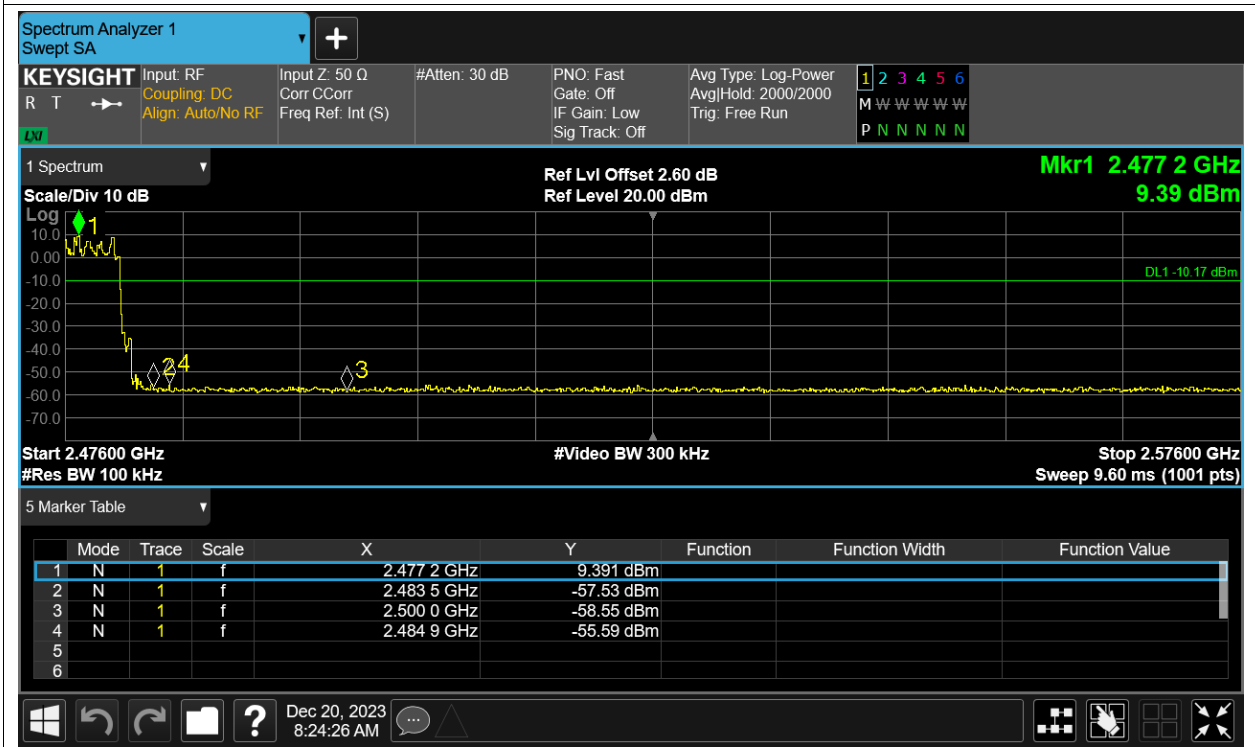 Spectrum Analyzer 1
Swept SA
+
KEYSIGHT Input: RF Input Z: 50 Ω #Atten: 30 dB PNO: Fast Avg Type: Log-Power 1 2 3 4 5 6
R T Coupling: DC Corr CCorr Gate: Off Avg|Hold: 2000/2000 M W W W W W
Align: Auto/No RF Freq Ref: Int (S) IF Gain: Low Trig: Free Run
LXI Sig Track: Off P N N N N N
1 Spectrum Ref Lvl Offset 2.60 dB Mkr1 2.477 2 GHz
Scale/Div 10 dB Ref Level 20.00 dBm 9.39 dBm
Log
1
10.0
0.00
DL1 -10.17 dBm
-10.0
-20.0
-30.0
-40.0
2 4 3
-50.0
-60.0
-70.0
Start 2.47600 GHz #Video BW 300 kHz Stop 2.57600 GHz
#Res BW 100 kHz Sweep 9.60 ms (1001 pts)
5 Marker Table
Mode Trace Scale X Y Function Function Width Function Value
1 N 1 f 2.477 2 GHz 9.391 dBm
2 N 1 f 2.483 5 GHz -57.53 dBm
3 N 1 f 2.500 0 GHz -58.55 dBm
4 N 1 f 2.484 9 GHz -55.59 dBm
5
6
? Dec 20, 2023
8:24:26 AM